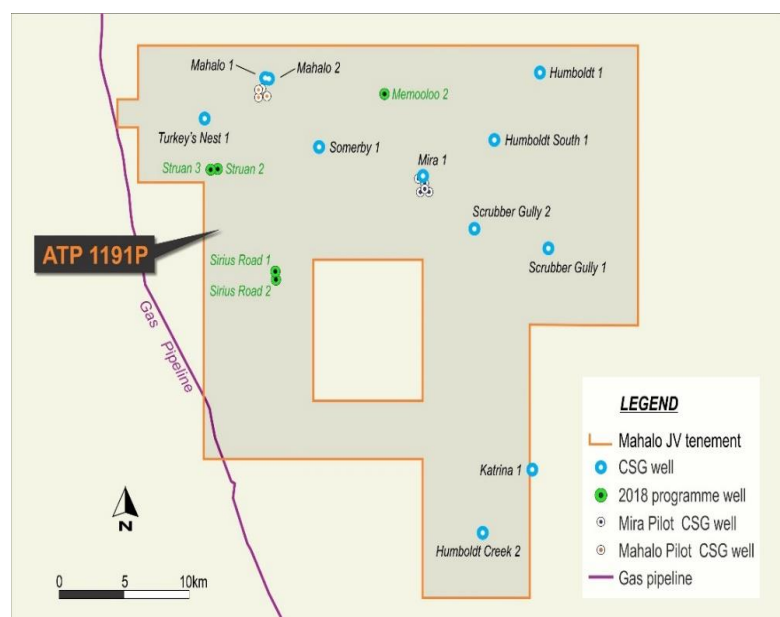 Mahalo 1
Mahalo 2
Humboldt 1
Memooloo 2
Turkey's Nest 1
Somerby 1
Humboldt South 1
Mira 1
Struan 3
Struan 2
Scrubber Gully 2
ATP 1191P
Scrubber Gully 1
Sirius Road 1
Sirius Road 2
Gas Pipeline
LEGEND
Mahalo JV tenement
Katrina 1
CSG well
2018 programme well
N
Mira Pilot CSG well
Humboldt Creek 2
Mahalo Pilot CSG well
0 5 10km
Gas pipeline